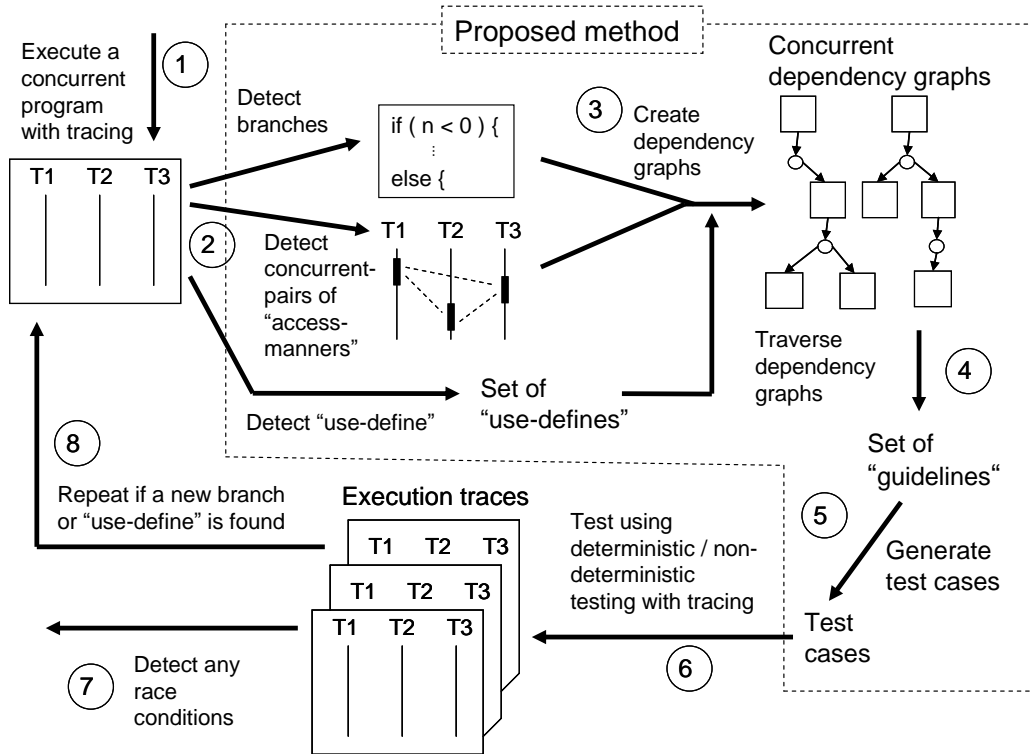 Proposed method
Execute a
concurrent
program
with tracing
1
T1 T2 T3
2
Detect
branches
if ( n < 0 ) {
⋮
else {
Detect
concurrent-
pairs of
“access-
manners”
T1 T2 T3
Detect “use-define”
Set of
“use-defines”
3
Create
dependency
graphs
Concurrent
dependency graphs
Traverse
dependency
graphs
4
Set of
“guidelines“
5
Generate
test cases
Test
cases
6
Test using
deterministic / non-
deterministic
testing with tracing
Execution traces
T1 T2 T3
T1 T2 T3
T1 T2 T3
7
Detect any
race
conditions
8
Repeat if a new branch
or “use-define” is found